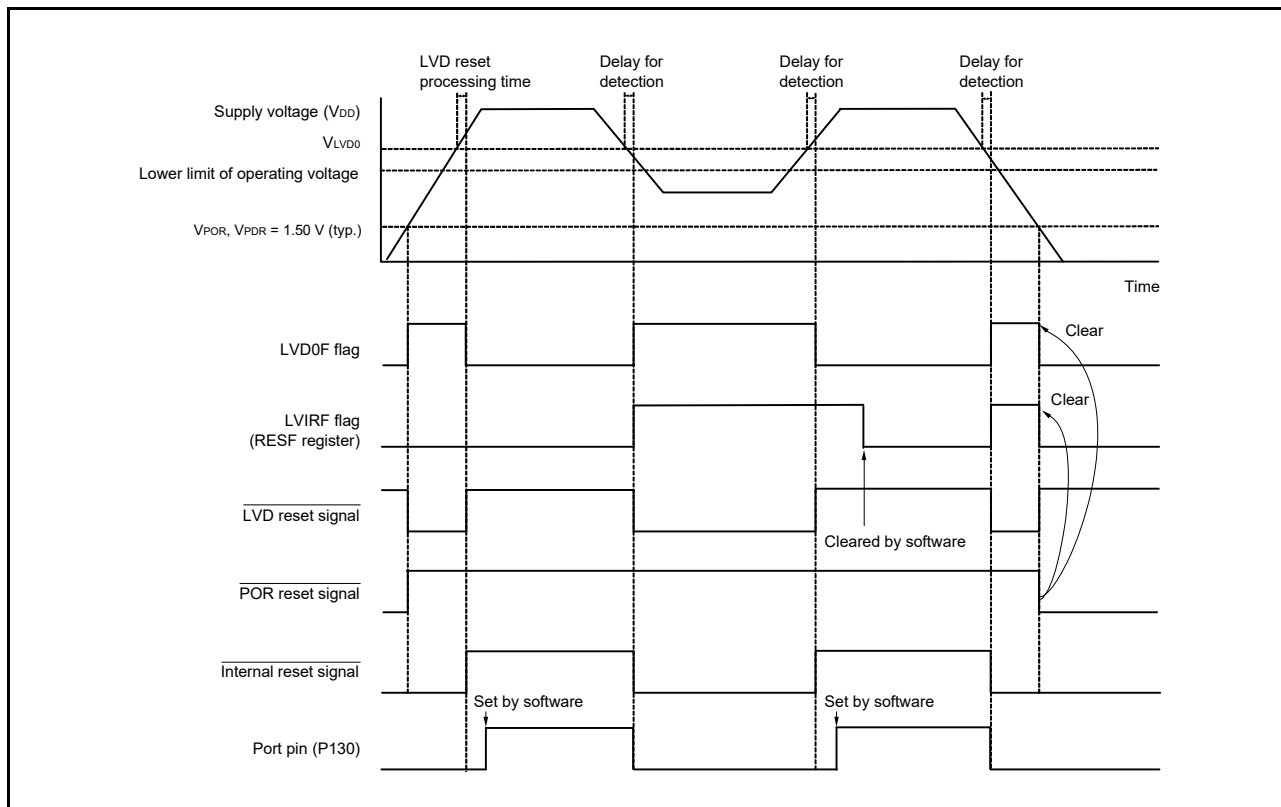 LVD reset
processing time
Delay for
detection
Delay for
detection
Delay for
detection
Supply voltage (VDD)
VLVD0
Lower limit of operating voltage
VPOR, VPDR = 1.50 V (typ.)
Time
LVD0F flag
Clear
LVIRF flag
(RESF register)
Clear
LVD reset signal
Cleared by software
POR reset signal
Internal reset signal
Set by software
Set by software
Port pin (P130)